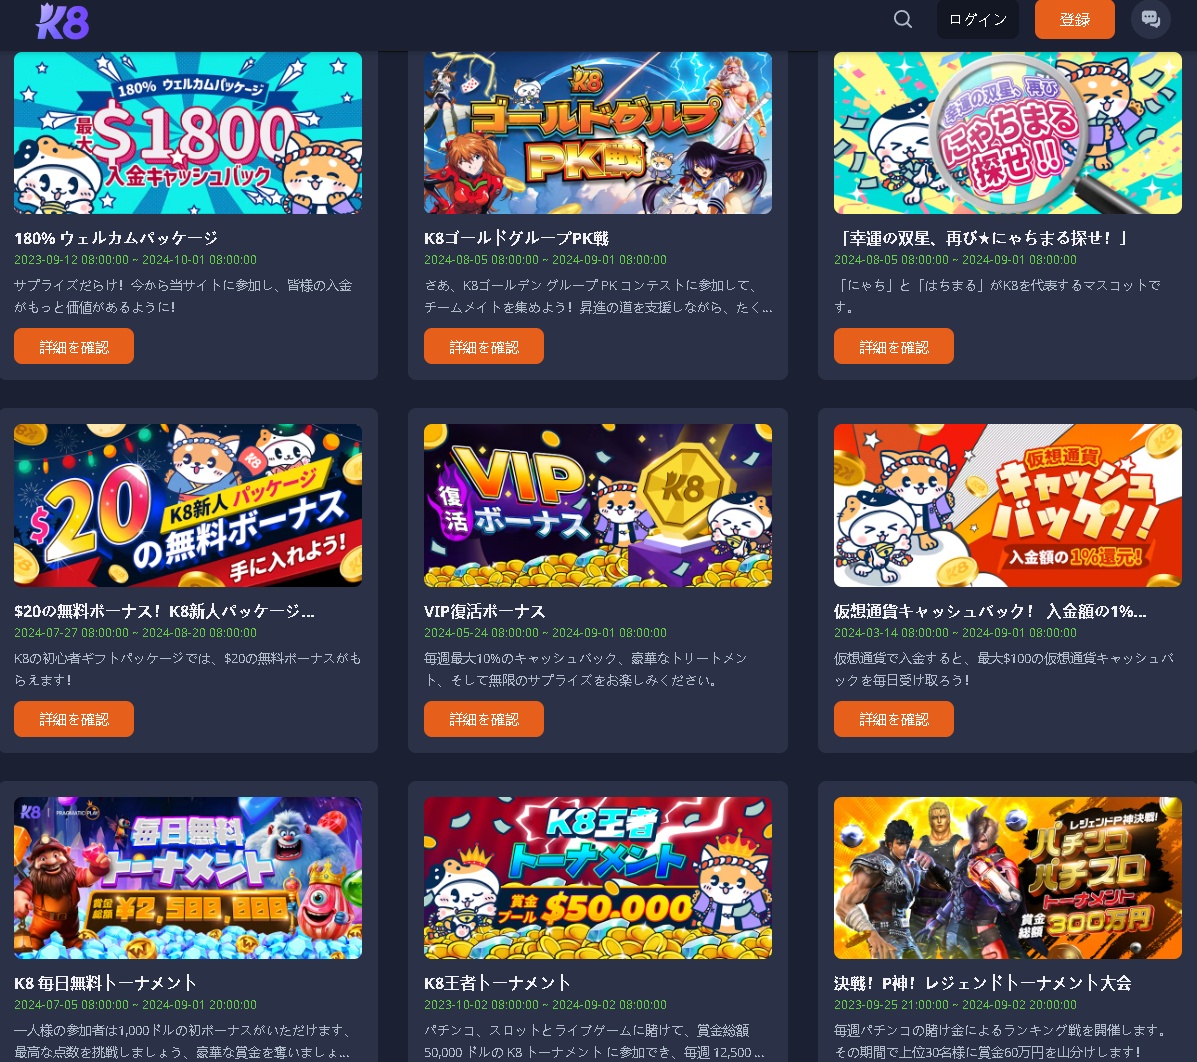 K8
ログイン
登録
180% ウェルカムパッケージ
最大
$1,800
入金キャッシュバック
180% ウェルカムパッケージ
2023-09-12 08:00:00 ~ 2024-10-01 08:00:00
サプライズだらけ！今から当サイトに参加し、皆様の入金
がもっと価値があるように！
詳細を確認
K8
ゴールドグルプ
PK戦
K8ゴールドグループPK戦
2024-08-05 08:00:00 ~ 2024-09-01 08:00:00
さあ、K8ゴールデン グループ PK コンテストに参加して、
チームメイトを集めよう！昇進の道を支援しながら、たく...
詳細を確認
幸運の双星、再び
にゃちまる
探せ!!
「幸運の双星、再び★にゃちまる探せ！」
2024-08-05 08:00:00 ~ 2024-09-01 08:00:00
「にゃち」と「はちまる」がK8を代表するマスコットで
す。
詳細を確認
K8
$20
K8新人パッケージ
の無料ボーナス
手に入れよう!
$20の無料ボーナス！K8新人パッケージ...
2024-07-27 08:00:00 ~ 2024-08-20 08:00:00
K8の初心者ギフトパッケージでは、$20の無料ボーナスがも
らえます！
詳細を確認
VIP
復活
ボーナス
K8
VIP復活ボーナス
2024-05-24 08:00:00 ~ 2024-09-01 08:00:00
毎週最大10%のキャッシュバック、豪華なトリートメン
ト、そして無限のサプライズをお楽しみください。
詳細を確認
仮想通貨
キャッシュ
バック!!
入金額の1%還元!
仮想通貨キャッシュバック！ 入金額の1%...
2024-03-14 08:00:00 ~ 2024-09-01 08:00:00
仮想通貨で入金すると、最大$100の仮想通貨キャッシュバ
ックを毎日受け取ろう！
詳細を確認
K8 PRAGMATIC PLAY
毎日無料
トーナメント
賞金総額 ¥2,500,000
K8 毎日無料トーナメント
2024-07-05 08:00:00 ~ 2024-09-01 20:00:00
一人様の参加者は1,000ドルの初ボーナスがいただけます、
最高な点数を挑戦しましょう、豪華な賞金を奪いましょ...
K8王者
トーナメント
賞金プール $50,000
K8王者トーナメント
2023-10-02 08:00:00 ~ 2024-09-02 08:00:00
パチンコ、スロットとライブゲームに賭けて、賞金総額
50,000 ドルの K8 トーナメント に参加でき、毎週 12,500 ...
レジェンドP神決戦!
パチンコ
パチスロ
トーナメント
賞金総額 300万円
決戦！P神！レジェンドトーナメント大会
2023-09-25 21:00:00 ~ 2024-09-02 20:00:00
毎週パチンコの賭け金によるランキング戦を開催します。
その期間で上位30名様に賞金60万円を山分けします！